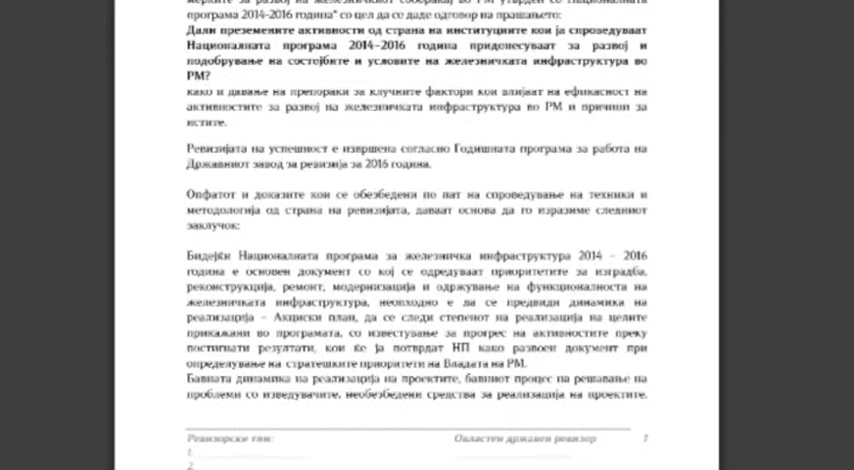 мерките за развој на железничкиот сообраќај во РМ утврден со Националната
програма 2014-2016 година“ со цел да се даде одговор на прашањето:
Дали преземените активности од страна на институциите кои ја спроведуваат
Националната програма 2014–2016 година придонесуваат за развој и
подобрување на состојбите и условите на железничката инфраструктура во
РМ?
како и давање на препораки за клучните фактори кои влијаат на ефикасност на
активностите за развој на железничката инфраструктура во РМ и причини за
истите.
Ревизијата на успешност е извршена согласно Годишната програма за работа на
Државниот завод за ревизија за 2016 година.
Опфатот и доказите кои се обезбедени по пат на спроведување на техники и
методологија од страна на ревизијата, даваат основа да го изразиме следниот
заклучок:
Бидејќи Националната програма за железничка инфраструктура 2014 – 2016
година е основен документ со кој се одредуваат приоритетите за изградба,
реконструкција, ремонт, модернизација и одржување на функционалноста на
железничката инфраструктура, неопходно е да се предвиди динамика на
реализација – Акциски план, да се следи степенот на реализација на целите
прикажани во програмата, со известување за прогрес на активностите преку
постигнати резултати, кои ќе ја потврдат НП како развоен документ при
определување на стратешките приоритети на Владата на РМ.
Бавната динамика на реализација на проектите, бавниот процес на решавање на
проблеми со изведувачите, необезбедени средства за реализација на проектите,
Ревизорски тим: Овластен државен ревизор 1
1.
2.